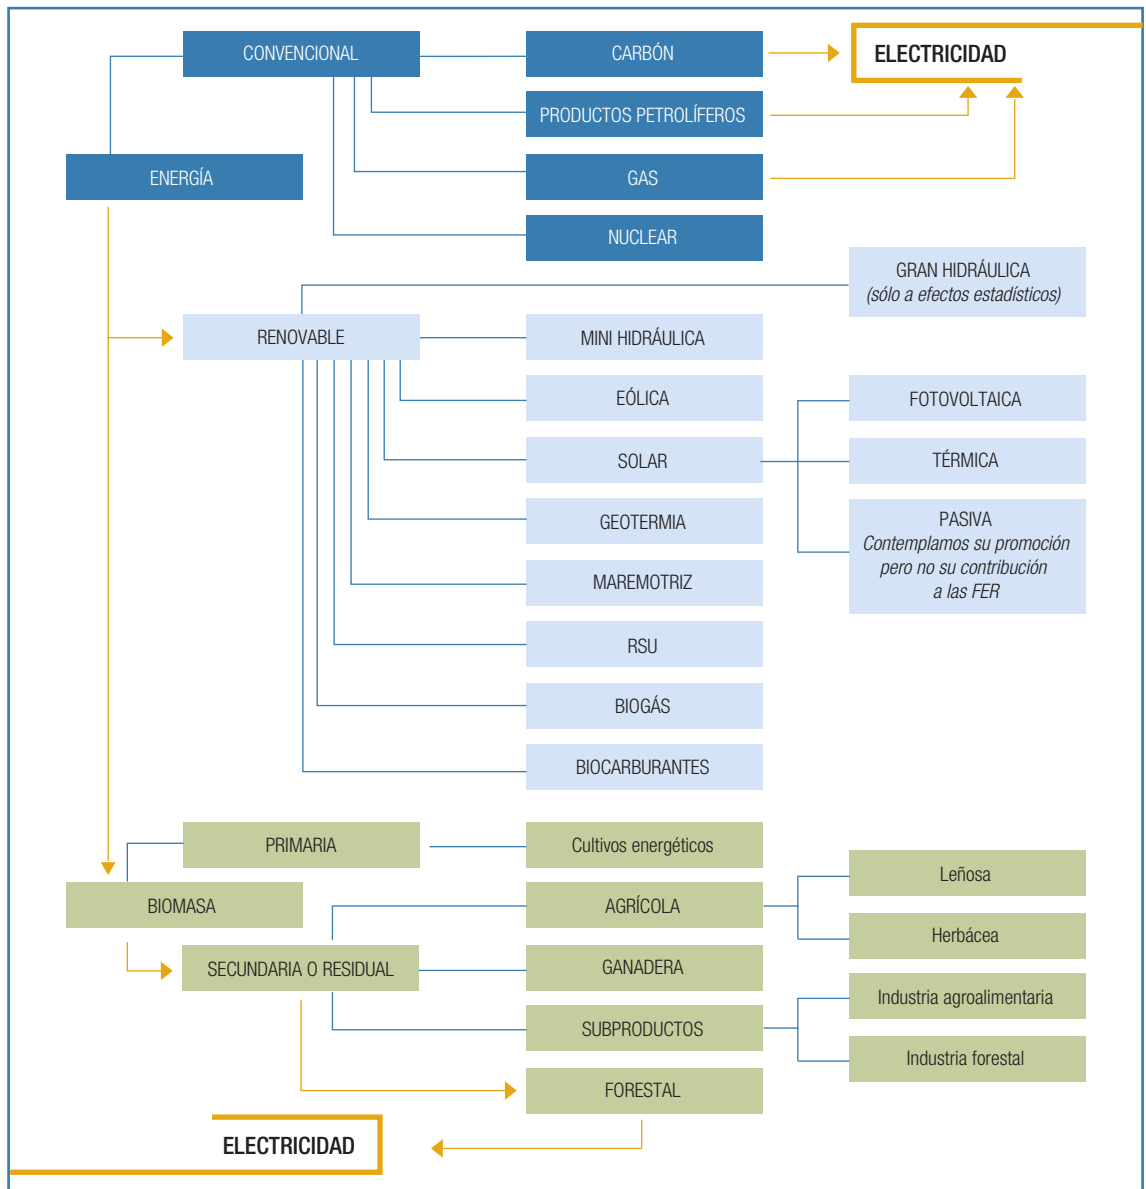 CONVENCIONAL
CARBÓN
ELECTRICIDAD
PRODUCTOS PETROLÍFEROS
ENERGÍA
GAS
NUCLEAR
GRAN HIDRÁULICA
(sólo a efectos estadísticos)
RENOVABLE
MINI HIDRÁULICA
EÓLICA
FOTOVOLTAICA
SOLAR
TÉRMICA
GEOTERMIA
PASIVA
Contemplamos su promoción
pero no su contribución
a las FER
MAREMOTRIZ
RSU
BIOGÁS
BIOCARBURANTES
PRIMARIA
Cultivos energéticos
Leñosa
BIOMASA
AGRÍCOLA
Herbácea
SECUNDARIA O RESIDUAL
GANADERA
Industria agroalimentaria
SUBPRODUCTOS
Industria forestal
FORESTAL
ELECTRICIDAD